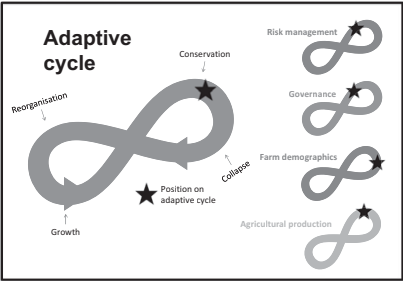 Adaptive
cycle
Conservation
Reorganisation
Collapse
Position on
adaptive cycle
Growth
Risk management
Governance
Farm demographics
Agricultural production